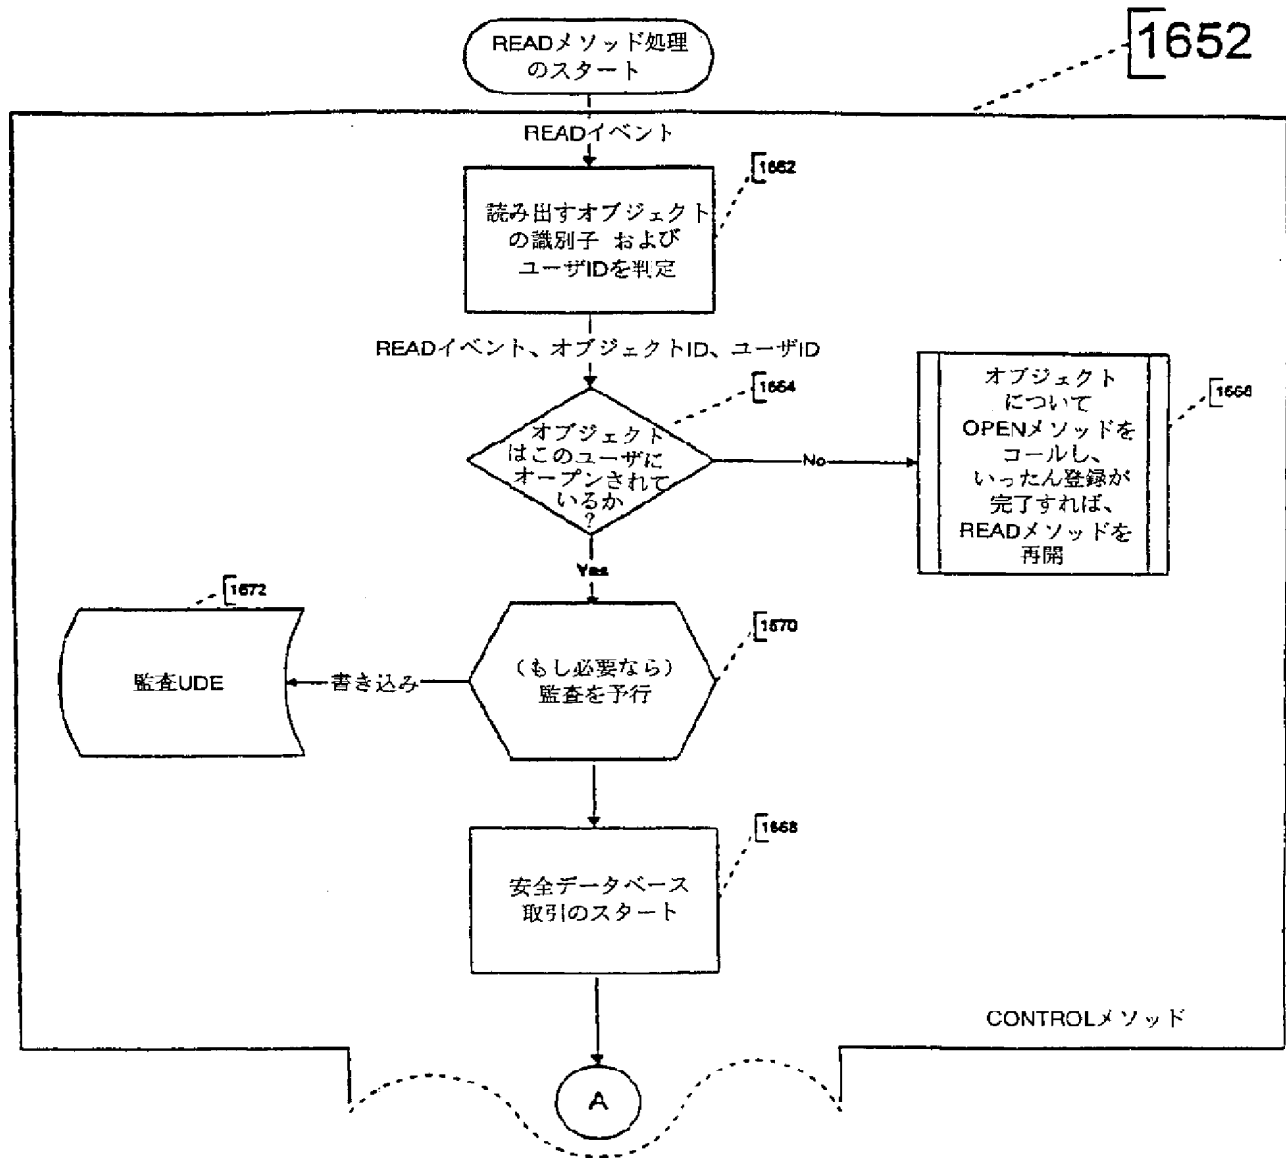 READメソッド処理
のスタート
1652
READイベント
1662
読み出すオブジェクト
の識別子 および
ユーザIDを判定
READイベント、オブジェクトID、ユーザID
1664
オブジェクト
はこのユーザに
オープンされて
いるか
?
No
オブジェクト
について
OPENメソッドを
コールし、
いったん登録が
完了すれば、
READメソッドを
再開
1666
Yes
1672
監査UDE
書き込み
(もし必要なら)
監査を予行
1670
1668
安全データベース
取引のスタート
CONTROLメソッド
A